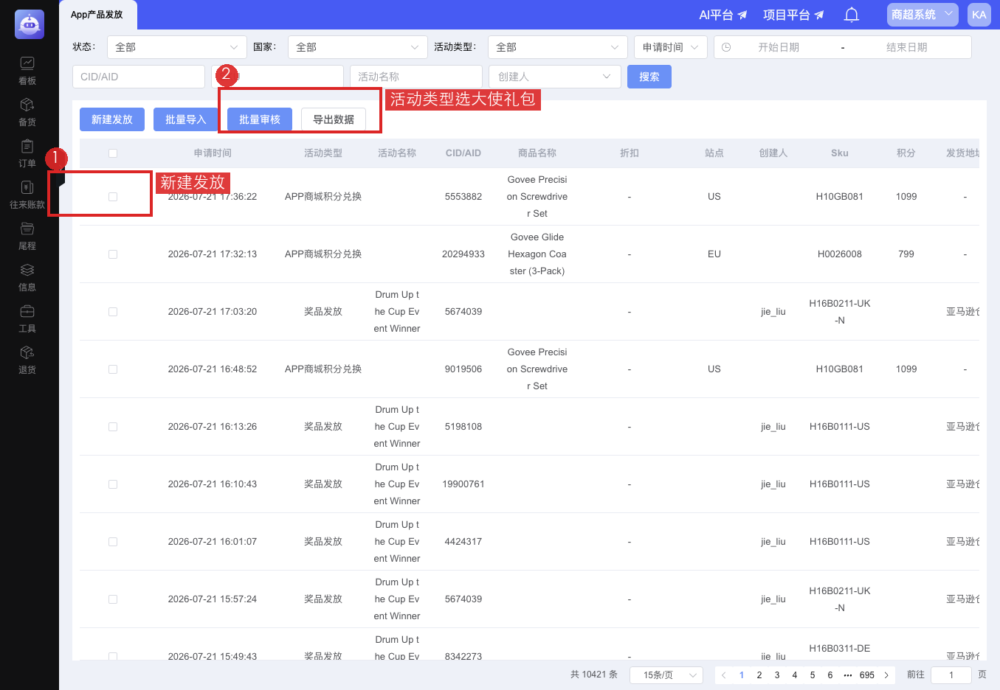 App产品发放
AI平台
项目平台
商超系统
KA
看板
备货
订单
往来账款
尾程
信息
工具
退货
状态：
全部
国家：
全部
活动类型：
全部
申请时间
开始日期
-
结束日期
CID/AID
活动名称
创建人
搜索
2
活动类型选大使礼包
新建发放
批量导入
批量审核
导出数据
1
新建发放
申请时间 活动类型 活动名称 CID/AID 商品名称 折扣 站点 创建人 Sku 积分 发货地
2026-07-21 17:36:22 APP商城积分兑换 5553882 Govee Precisi - US H10GB081 1099 -
on Screwdrive
r Set
2026-07-21 17:32:13 APP商城积分兑换 20294933 Govee Glide - EU H0026008 799 -
Hexagon Coa
ster (3-Pack)
2026-07-21 17:03:20 奖品发放 Drum Up t 5674039 - jie_liu H16B0211-UK 亚马逊
he Cup Ev -N
ent Winner
2026-07-21 16:48:52 APP商城积分兑换 9019506 Govee Precisi - US H10GB081 1099 -
on Screwdrive
r Set
2026-07-21 16:13:26 奖品发放 Drum Up t 5198108 - jie_liu H16B0111-US 亚马逊
he Cup Ev
ent Winner
2026-07-21 16:10:43 奖品发放 Drum Up t 19900761 - jie_liu H16B0111-US 亚马逊
he Cup Ev
ent Winner
2026-07-21 16:01:07 奖品发放 Drum Up t 4424317 - jie_liu H16B0111-US 亚马逊
he Cup Ev
ent Winner
2026-07-21 15:57:24 奖品发放 Drum Up t 5674039 - jie_liu H16B0211-UK 亚马逊
he Cup Ev -N
ent Winner
2026-07-21 15:49:43 奖品发放 Drum Up t 8342273 - jie_liu H16B0311-DE 亚马逊
he Cup Ev
共 10421 条
15条/页
1 2 3 4 5 6 ••• 695
前往 1 页